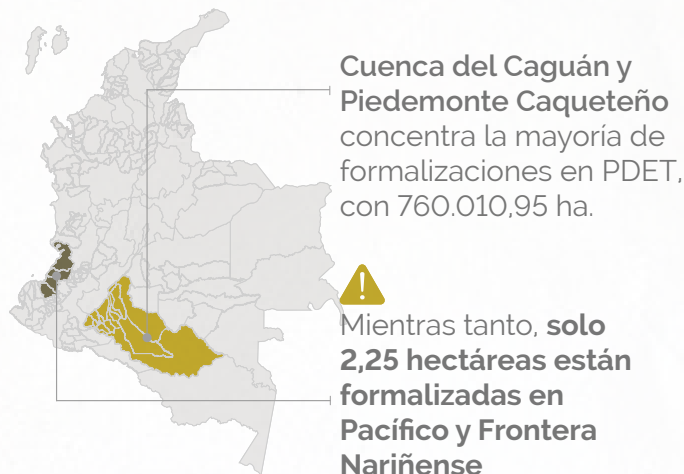 Cuenca del Caguán y
Piedemonte Caqueteño
concentra la mayoría de
formalizaciones en PDET,
con 760.010,95 ha.
!
Mientras tanto, solo
2,25 hectáreas están
formalizadas en
Pacífico y Frontera
Nariñense